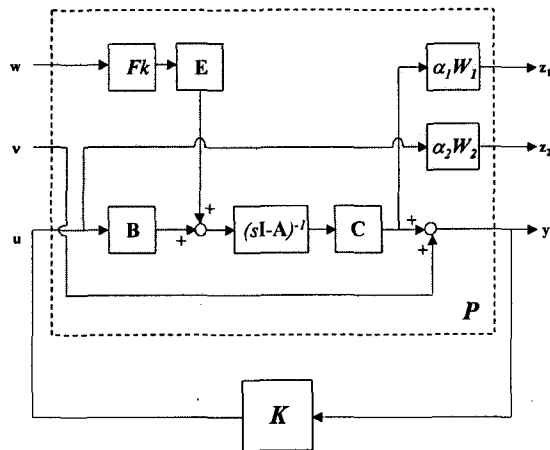 w
Fk
E
α₁W₁
z₁
ν
α₂W₂
z₂
+
u
B
+
(sI-A)⁻¹
C
+
+
y
P
K